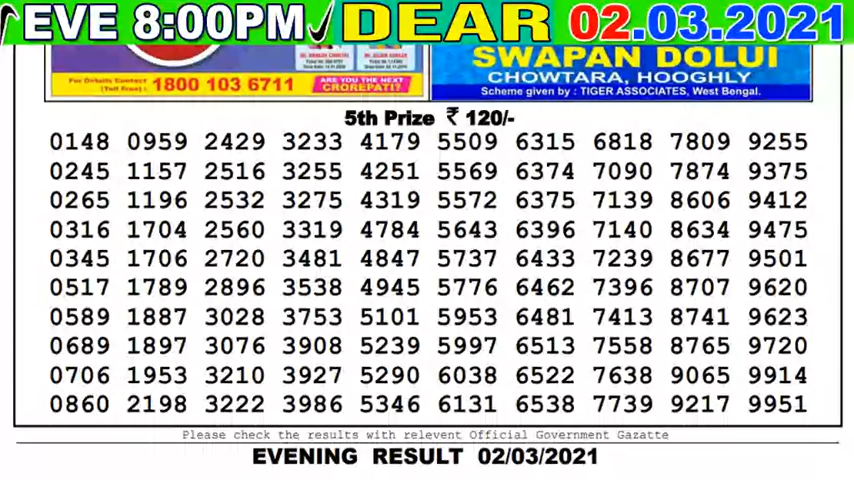 EVE 8:00PM DEAR 02.03.2021
For Details Contact (Toll Free) : 1800 103 6711
ARE YOU THE NEXT CROREPATI?
SWAPAN DOLUI
CHOWTARA, HOOGHLY
Scheme given by : TIGER ASSOCIATES, West Bengal.
5th Prize ₹ 120/-
0148 0959 2429 3233 4179 5509 6315 6818 7809 9255
0245 1157 2516 3255 4251 5569 6374 7090 7874 9375
0265 1196 2532 3275 4319 5572 6375 7139 8606 9412
0316 1704 2560 3319 4784 5643 6396 7140 8634 9475
0345 1706 2720 3481 4847 5737 6433 7239 8677 9501
0517 1789 2896 3538 4945 5776 6462 7396 8707 9620
0589 1887 3028 3753 5101 5953 6481 7413 8741 9623
0689 1897 3076 3908 5239 5997 6513 7558 8765 9720
0706 1953 3210 3927 5290 6038 6522 7638 9065 9914
0860 2198 3222 3986 5346 6131 6538 7739 9217 9951
Please check the results with relevent Official Government Gazatte
EVENING RESULT 02/03/2021